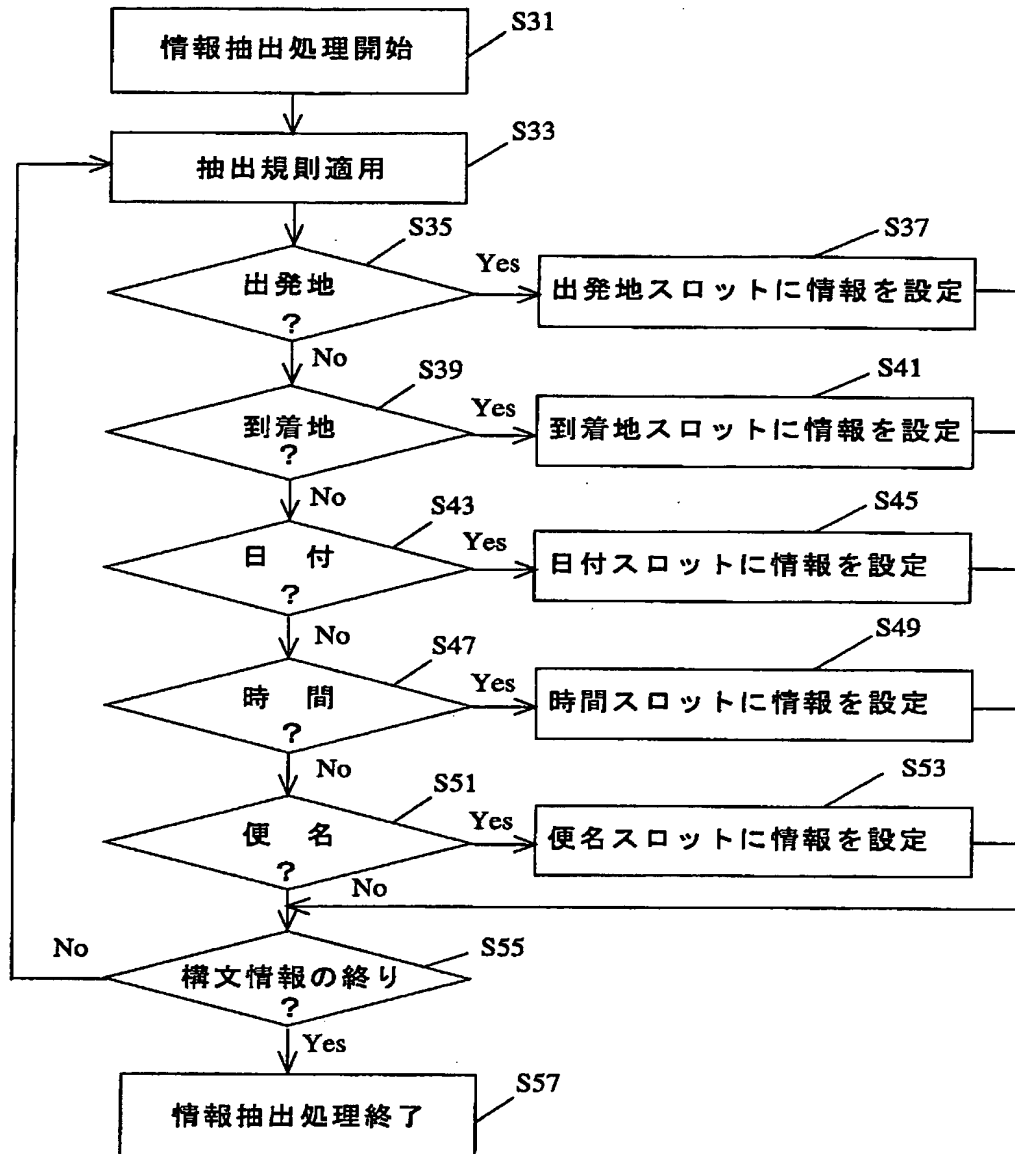 S31
情報抽出処理開始
S33
抽出規則適用
S35
出発地
?
Yes
S37
出発地スロットに情報を設定
No
S39
到着地
?
Yes
S41
到着地スロットに情報を設定
No
S43
日 付
?
Yes
S45
日付スロットに情報を設定
No
S47
時 間
?
Yes
S49
時間スロットに情報を設定
No
S51
便 名
?
Yes
S53
便名スロットに情報を設定
No
S55
構文情報の終り
?
No
Yes
S57
情報抽出処理終了